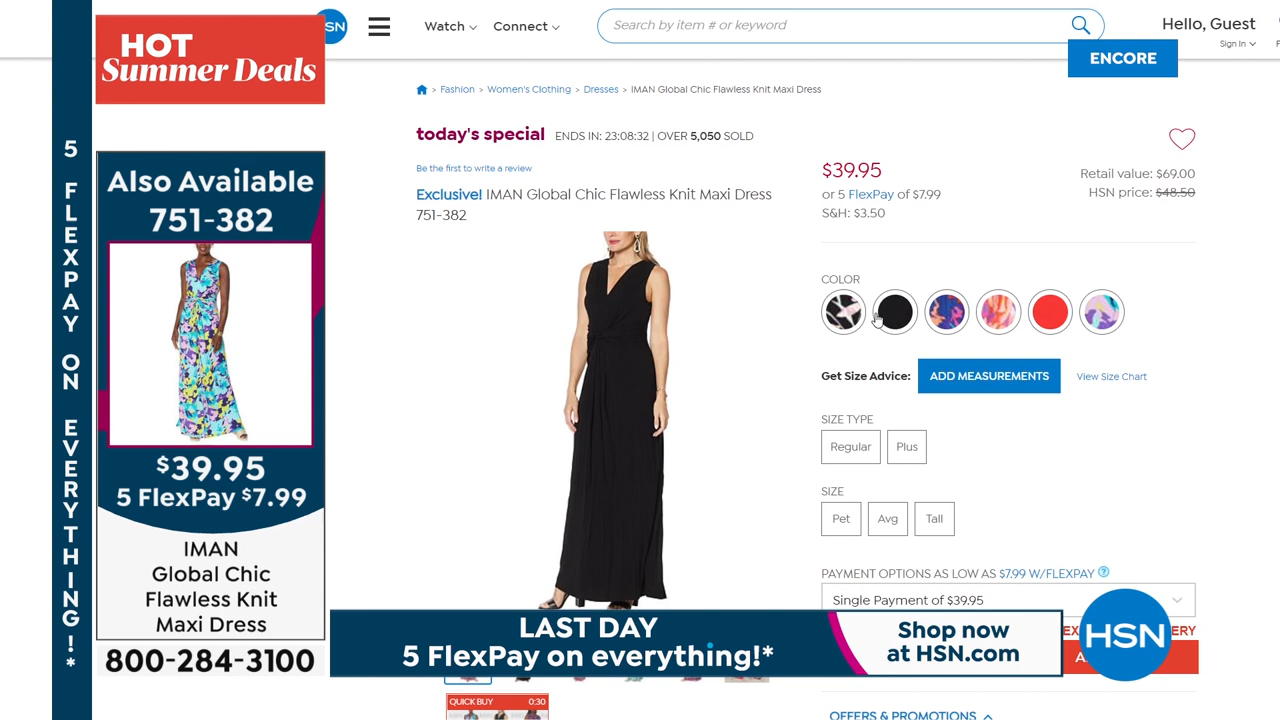 HOT
Summer Deals
5 FLEXPAY ON EVERYTHING!*
Also Available
751-382
$39.95
5 FlexPay $7.99
IMAN
Global Chic
Flawless Knit
Maxi Dress
800-284-3100
SN
Watch
Connect
Search by item # or keyword
Hello, Guest
Sign In
ENCORE
> Fashion > Women's Clothing > Dresses > IMAN Global Chic Flawless Knit Maxi Dress
today's special ENDS IN: 23:08:32 | OVER 5,050 SOLD
Be the first to write a review
Exclusive! IMAN Global Chic Flawless Knit Maxi Dress
751-382
$39.95
or 5 FlexPay of $7.99
S&H: $3.50
Retail value: $69.00
HSN price: $48.50
COLOR
Get Size Advice:
ADD MEASUREMENTS
View Size Chart
SIZE TYPE
Regular
Plus
SIZE
Pet
Avg
Tall
PAYMENT OPTIONS AS LOW AS $7.99 W/FLEXPAY ?
Single Payment of $39.95
LAST DAY
5 FlexPay on everything!*
Shop now
at HSN.com
HSN
QUICK BUY 0:30
OFFERS & PROMOTIONS